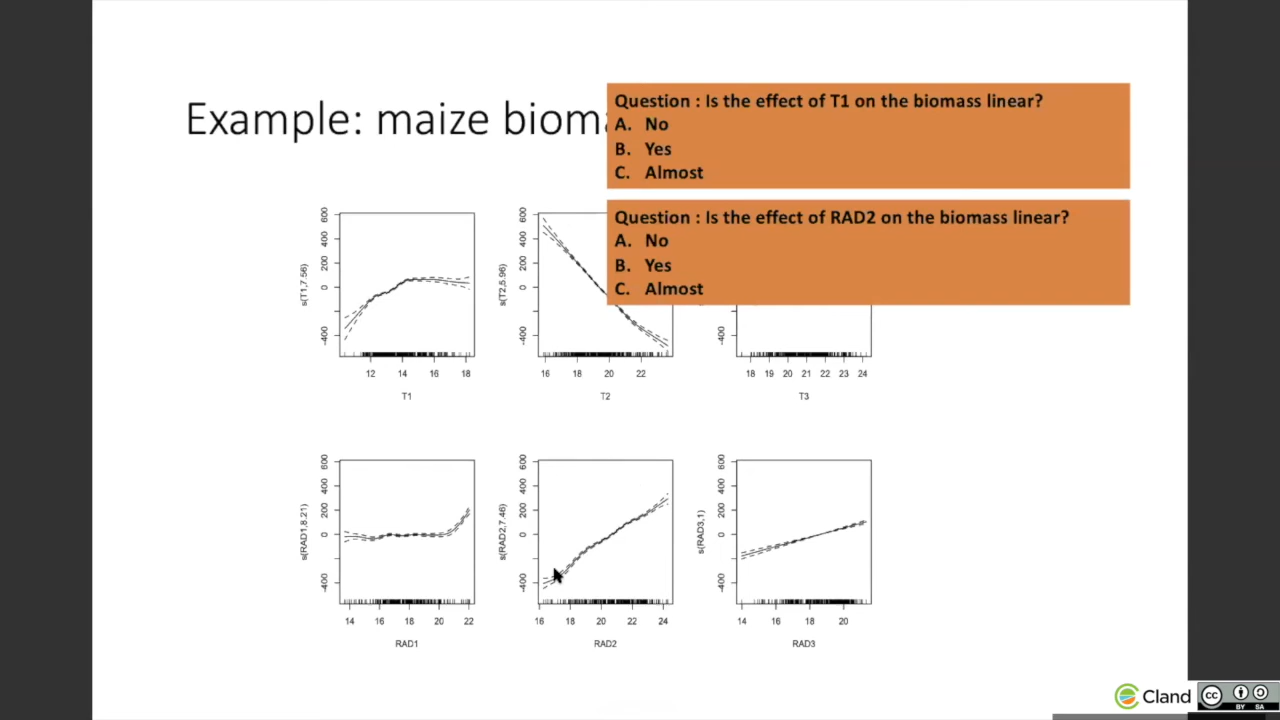 Example: maize bioma
Question : Is the effect of T1 on the biomass linear?
A. No
B. Yes
C. Almost
Question : Is the effect of RAD2 on the biomass linear?
A. No
B. Yes
C. Almost
s(T1,7.56)
600
400
200
0
-400
12 14 16 18
T1
s(T2,5.96)
600
400
200
0
-400
16 18 20 22
T2
-400
18 19 20 21 22 23 24
T3
s(RAD1,8.21)
600
400
200
0
-400
14 16 18 20 22
RAD1
s(RAD2,7.46)
600
400
200
0
-400
16 18 20 22 24
RAD2
s(RAD3,1)
600
400
200
0
-400
14 16 18 20
RAD3
Cland
cc
BY SA